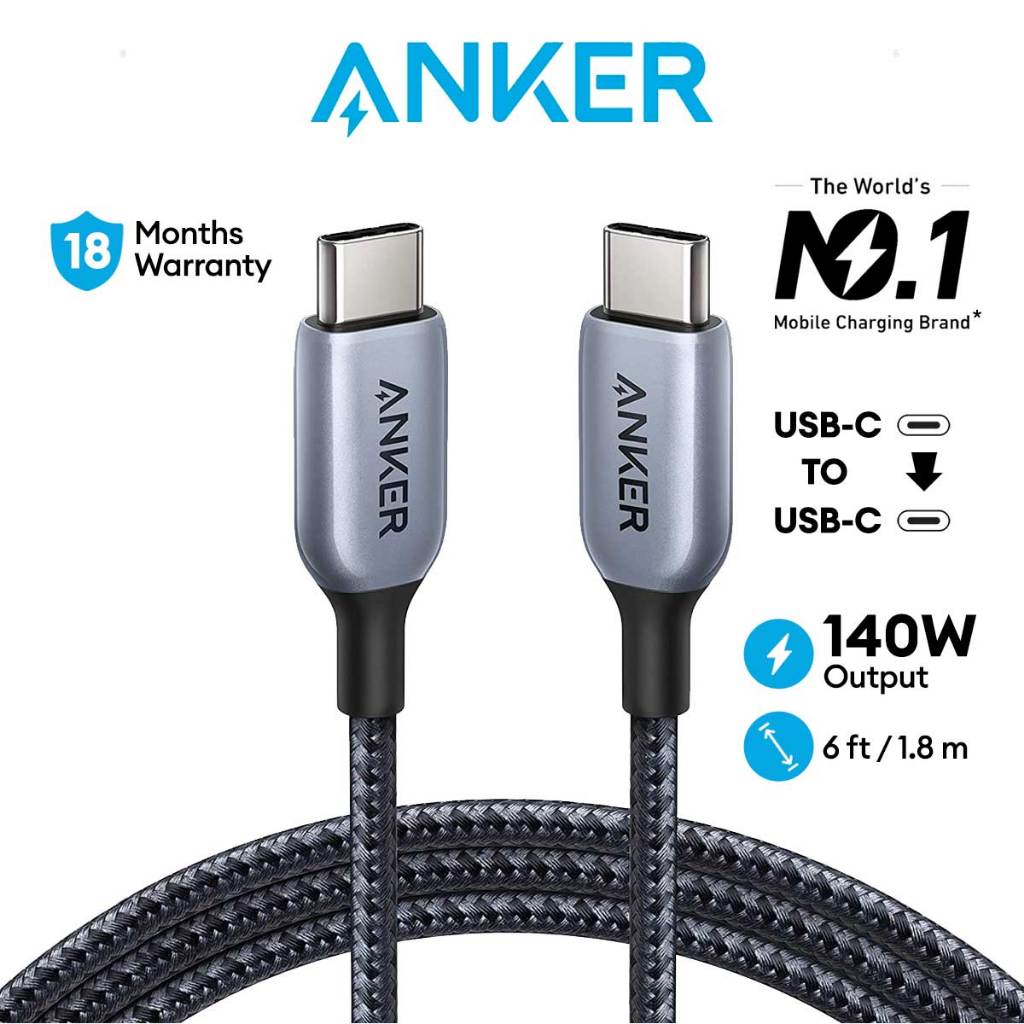 ANKER
18 Months
Warranty
The World's
NO.1
Mobile Charging Brand*
ANKER
ANKER
USB-C
TO
USB-C
140W
Output
6 ft / 1.8 m